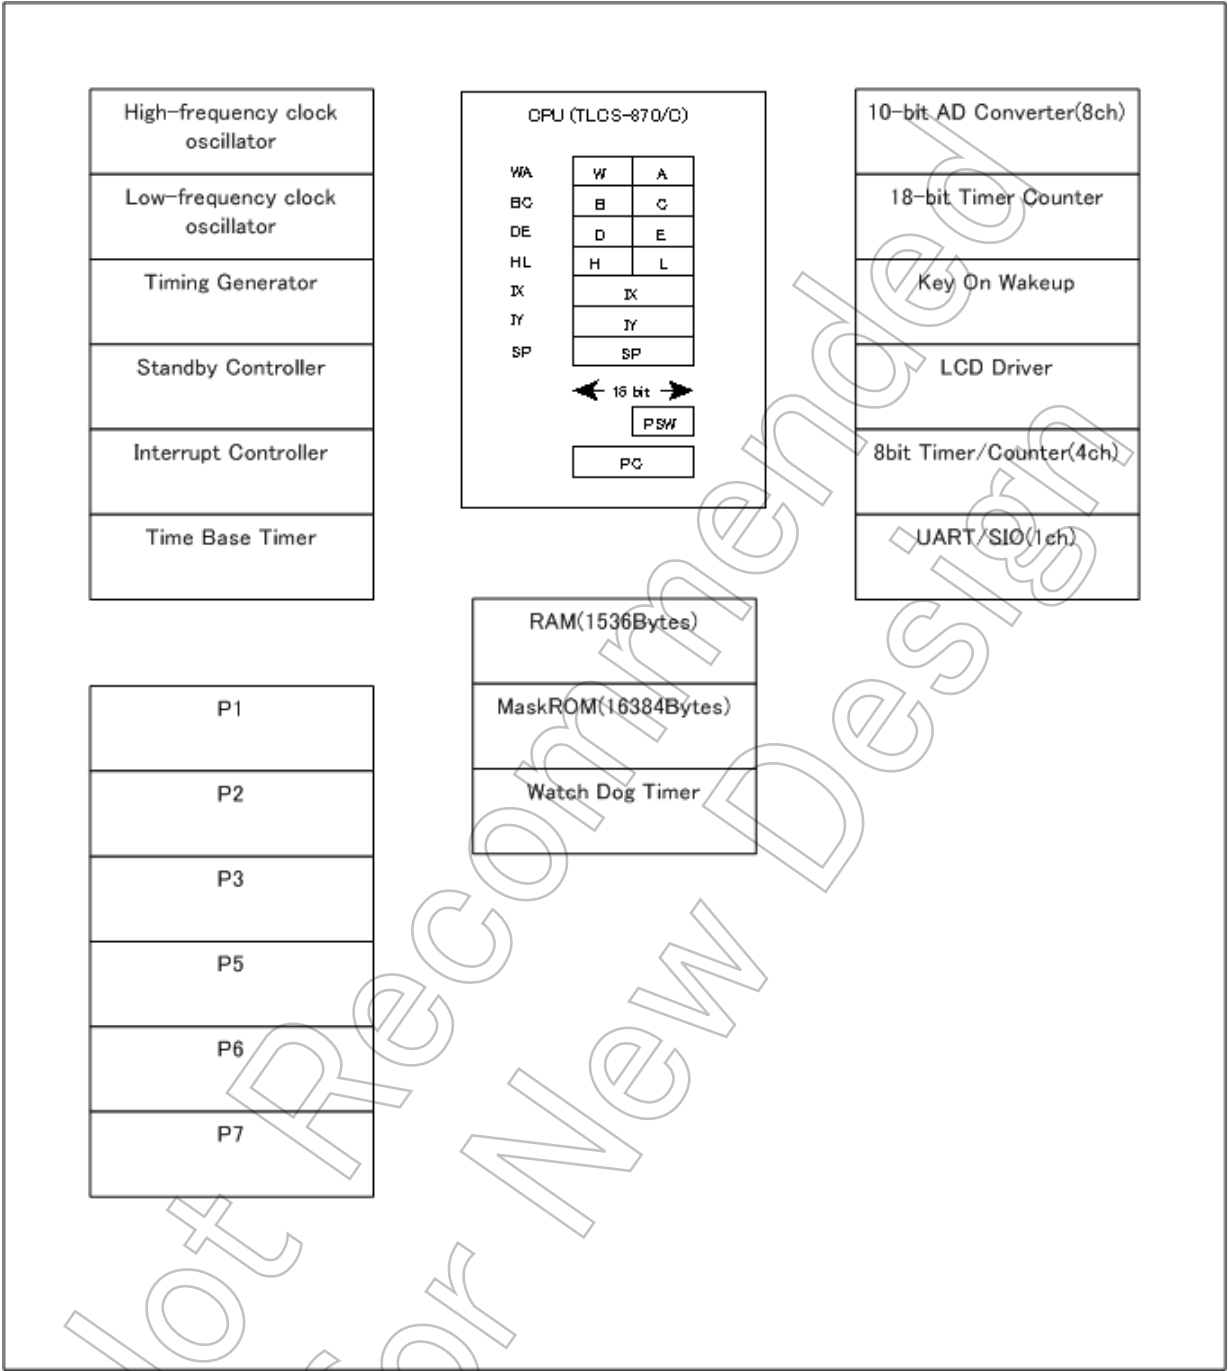 High-frequency clock
oscillator
Low-frequency clock
oscillator
Timing Generator
Standby Controller
Interrupt Controller
Time Base Timer
CPU (TLCS-870/C)
WA W A
BC B C
DE D E
HL H L
IX IX
IY IY
SP SP
16 bit
PSW
PC
10-bit AD Converter(8ch)
18-bit Timer Counter
Key On Wakeup
LCD Driver
8bit Timer/Counter(4ch)
UART/SIO(1ch)
RAM(1536Bytes)
MaskROM(16384Bytes)
Watch Dog Timer
P1
P2
P3
P5
P6
P7
Not Recommended
for New Design